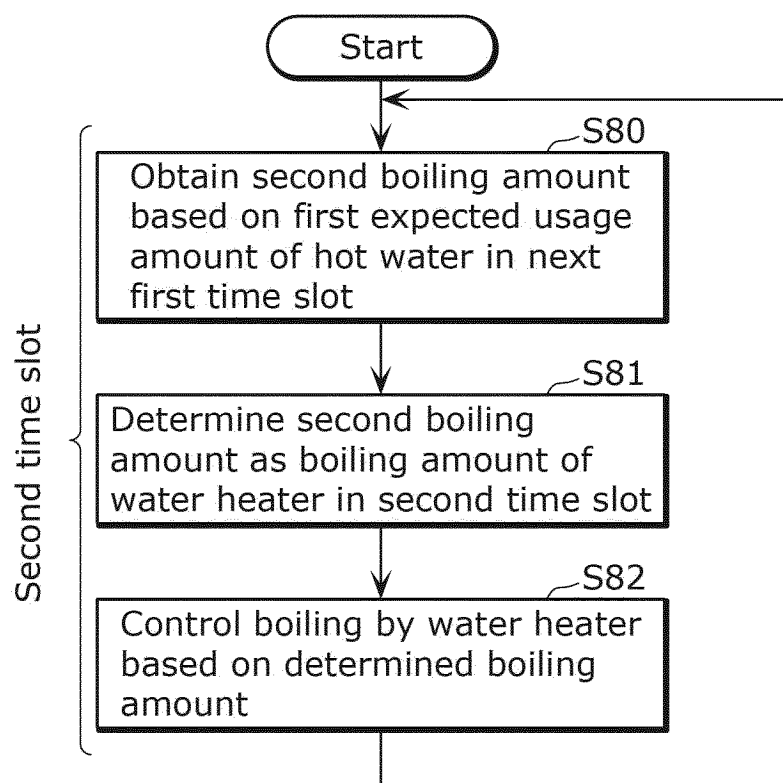 Start
S80
Obtain second boiling amount
based on first expected usage
amount of hot water in next
first time slot
Second time slot
S81
Determine second boiling
amount as boiling amount of
water heater in second time slot
S82
Control boiling by water heater
based on determined boiling
amount